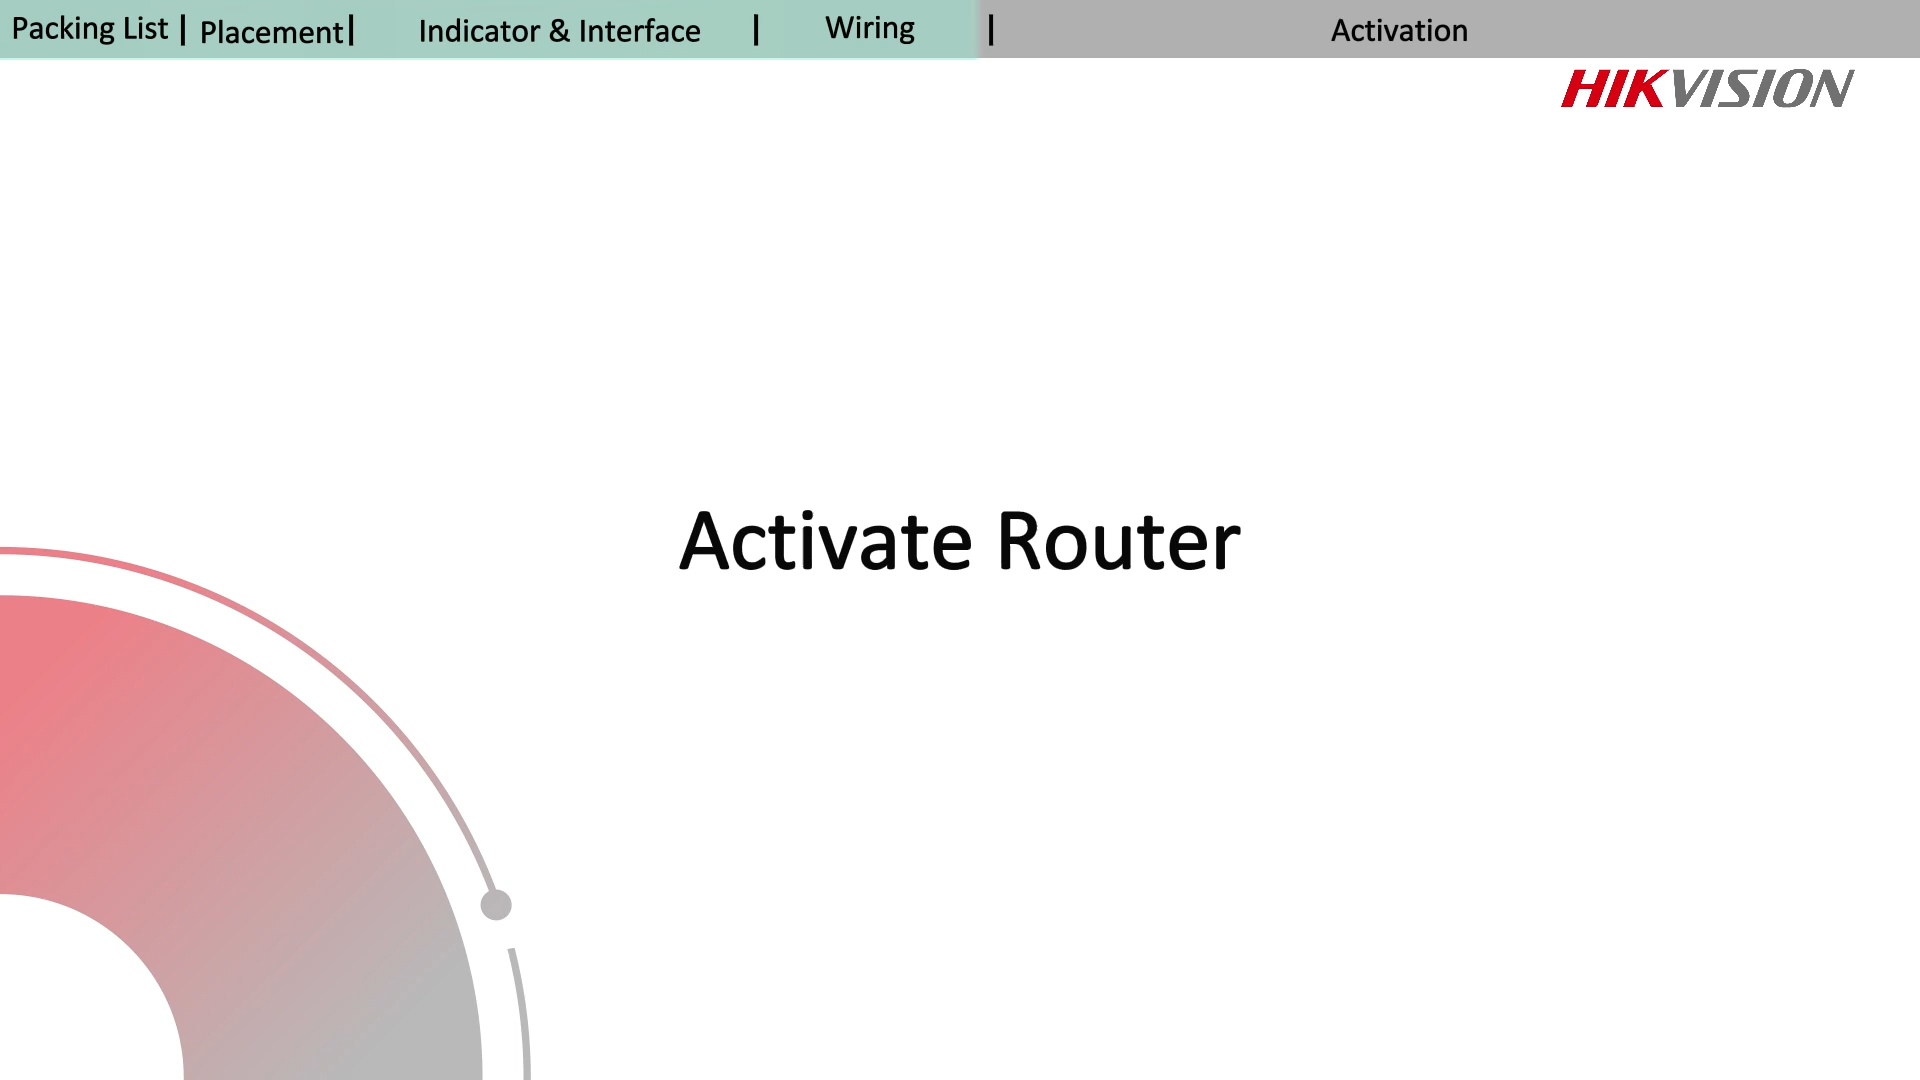 Packing List | Placement | Indicator & Interface | Wiring | Activation
HIKVISION
Activate Router